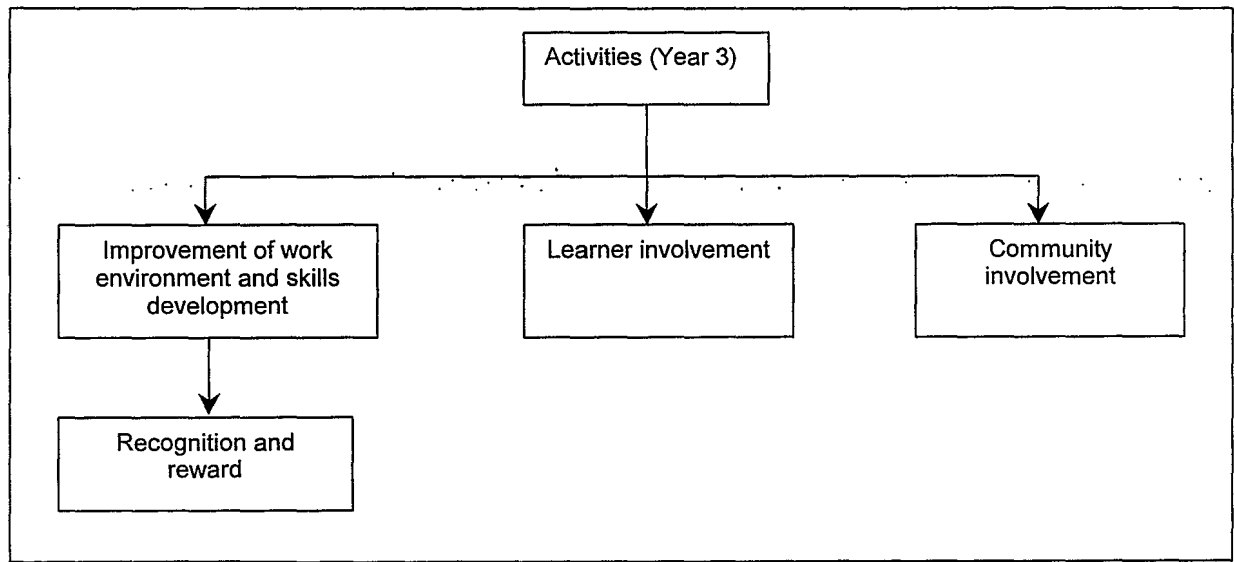 Activities (Year 3)
Improvement of work
environment and skills
development
Learner involvement
Community
involvement
Recognition and
reward